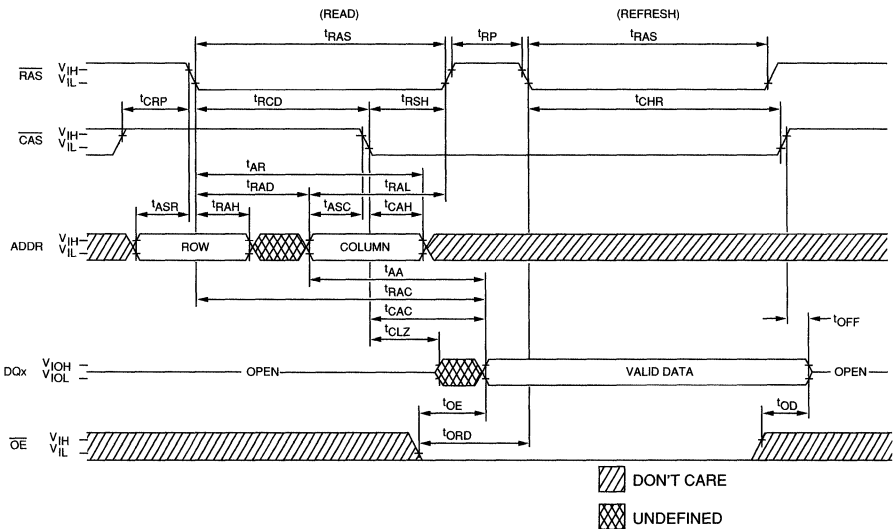 (READ) (REFRESH)
tRAS tRP tRAS
RAS VIH VIL
tCRP tRCD tRSH tCHR
CAS VIH VIL
tAR
tRAD tRAL
tASR tRAH tASC tCAH
ADDR VIH VIL ROW COLUMN
tAA
tRAC
tCAC
tCLZ tOFF
DQx VIOH VIOL OPEN VALID DATA OPEN
tOE tOD
tORD
OE VIH VIL
DON'T CARE
UNDEFINED